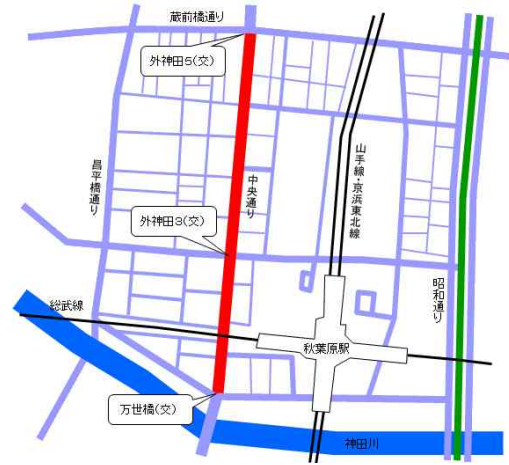 蔵前橋通り
外神田5(交)
昌平橋通り
中央通り
山手線・京浜東北線
外神田3(交)
昭和通り
総武線
秋葉原駅
万世橋(交)
神田川